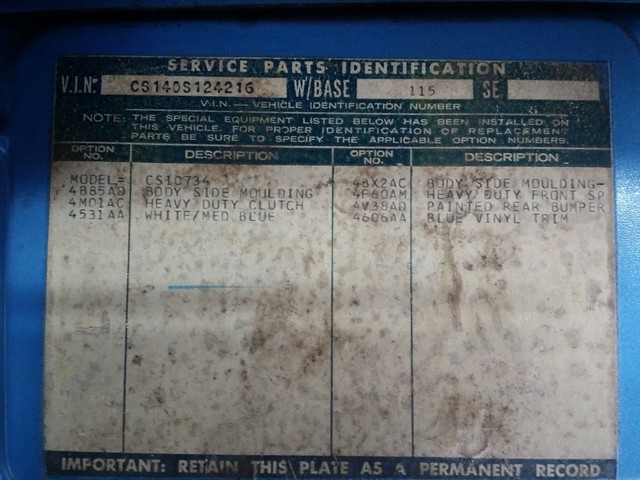 SERVICE PARTS IDENTIFICATION
V.I.N. CS140S124216 W/BASE 115 SE
V.I.N. — VEHICLE IDENTIFICATION NUMBER
NOTE: THE SPECIAL EQUIPMENT LISTED BELOW HAS BEEN INSTALLED ON
THIS VEHICLE. FOR PROPER IDENTIFICATION OF REPLACEMENT
PARTS BE SURE TO SPECIFY THE APPLICABLE OPTION NUMBERS.
OPTION NO. DESCRIPTION OPTION NO. DESCRIPTION
MODEL= CS10734 4BX2AC BODY SIDE MOULDING-
4B85AD BODY SIDE MOULDING F60AM HEAVY DUTY FRONT SP
4M01AC HEAVY DUTY CLUTCH 4V38AD PAINTED REAR BUMPER
4531AA WHITE/MED.BLUE 4606AA BLUE VINYL TRIM
IMPORTANT: RETAIN THIS PLATE AS A PERMANENT RECORD